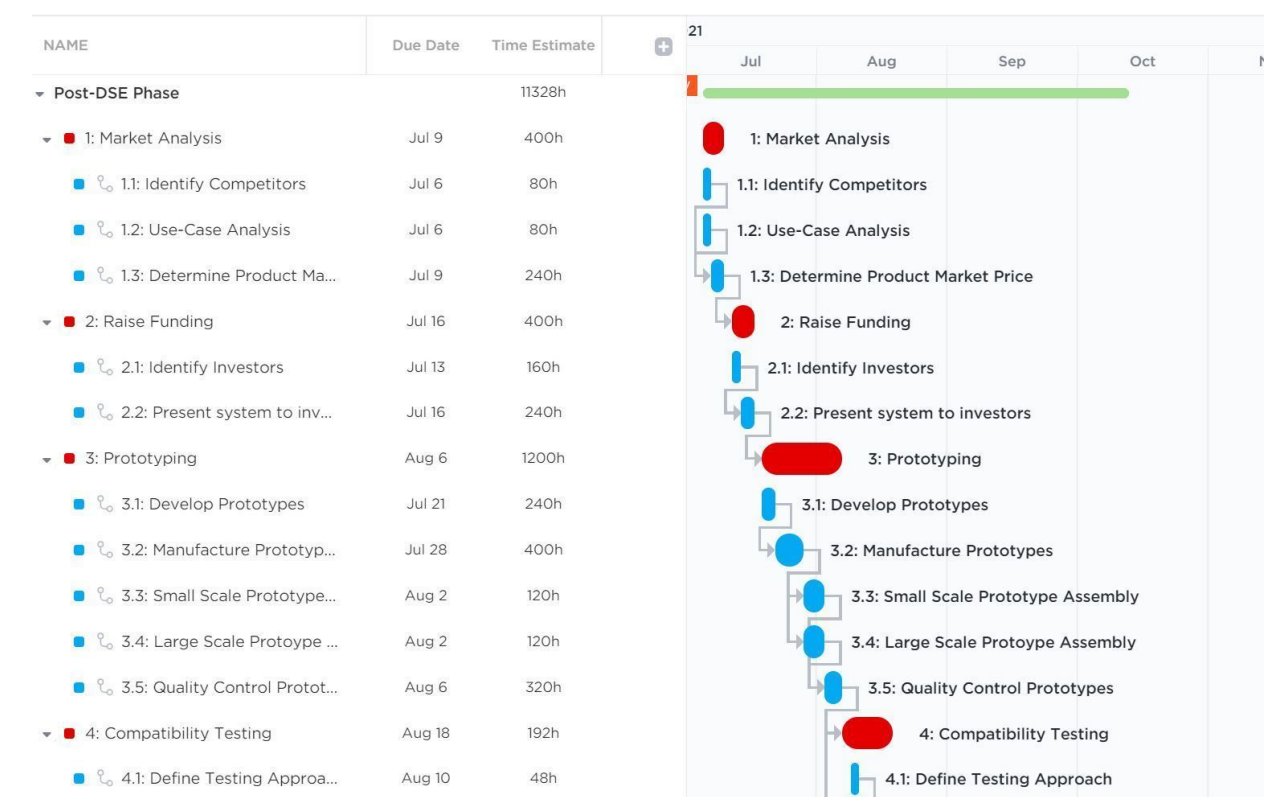 21
NAME Due Date Time Estimate
Jul Aug Sep Oct
Post-DSE Phase 11328h
1: Market Analysis Jul 9 400h 1: Market Analysis
1.1: Identify Competitors Jul 6 80h 1.1: Identify Competitors
1.2: Use-Case Analysis Jul 6 80h 1.2: Use-Case Analysis
1.3: Determine Product Ma... Jul 9 240h 1.3: Determine Product Market Price
2: Raise Funding Jul 16 400h 2: Raise Funding
2.1: Identify Investors Jul 13 160h 2.1: Identify Investors
2.2: Present system to inv... Jul 16 240h 2.2: Present system to investors
3: Prototyping Aug 6 1200h 3: Prototyping
3.1: Develop Prototypes Jul 21 240h 3.1: Develop Prototypes
3.2: Manufacture Prototyp... Jul 28 400h 3.2: Manufacture Prototypes
3.3: Small Scale Prototype... Aug 2 120h 3.3: Small Scale Prototype Assembly
3.4: Large Scale Protoype ... Aug 2 120h 3.4: Large Scale Protoype Assembly
3.5: Quality Control Protot... Aug 6 320h 3.5: Quality Control Prototypes
4: Compatibility Testing Aug 18 192h 4: Compatibility Testing
4.1: Define Testing Approa... Aug 10 48h 4.1: Define Testing Approach